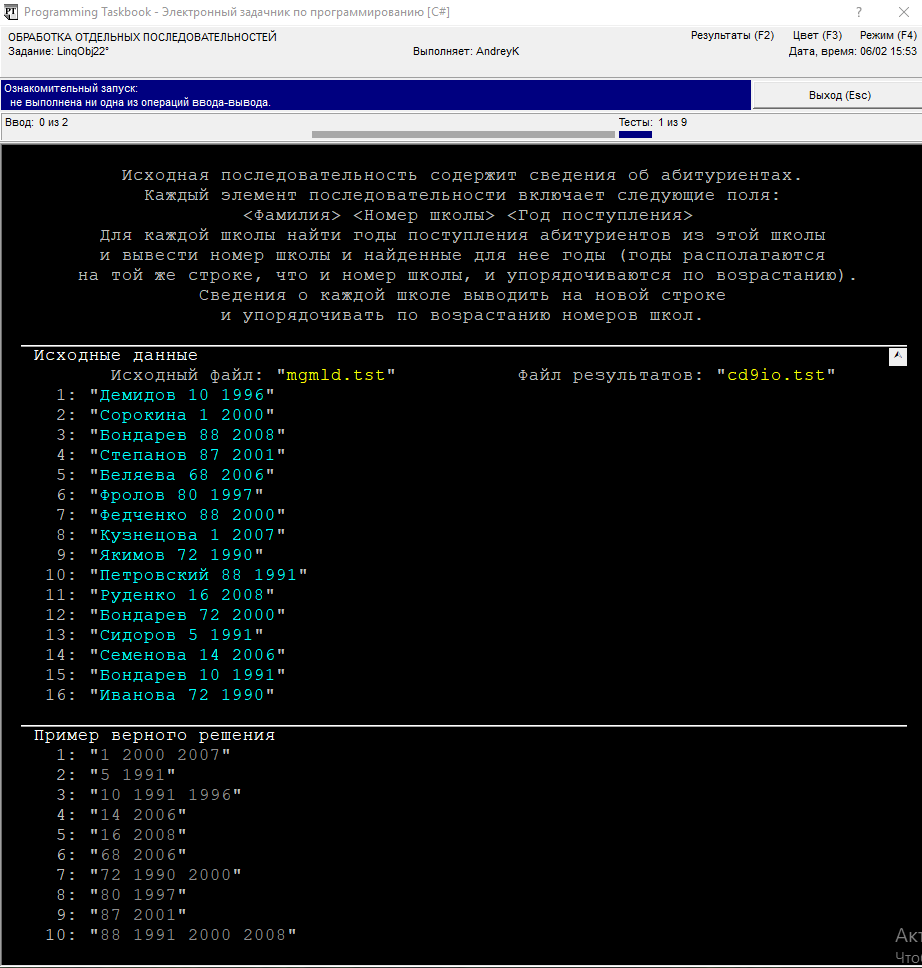 Programming Taskbook - Электронный задачник по программированию [C#]
ОБРАБОТКА ОТДЕЛЬНЫХ ПОСЛЕДОВАТЕЛЬНОСТЕЙ
Результаты (F2) Цвет (F3) Режим (F4)
Задание: LinqObj22°
Выполняет: AndreyK
Дата, время: 06/02 15:53
Ознакомительный запуск:
не выполнена ни одна из операций ввода-вывода.
Выход (Esc)
Ввод: 0 из 2
Тесты: 1 из 9
Исходная последовательность содержит сведения об абитуриентах.
Каждый элемент последовательности включает следующие поля:
<Фамилия> <Номер школы> <Год поступления>
Для каждой школы найти годы поступления абитуриентов из этой школы
и вывести номер школы и найденные для нее годы (годы располагаются
на той же строке, что и номер школы, и упорядочиваются по возрастанию).
Сведения о каждой школе выводить на новой строке
и упорядочивать по возрастанию номеров школ.
Исходные данные
Исходный файл: "mgmld.tst" Файл результатов: "cd9io.tst"
1: "Демидов 10 1996"
2: "Сорокина 1 2000"
3: "Бондарев 88 2008"
4: "Степанов 87 2001"
5: "Беляева 68 2006"
6: "Фролов 80 1997"
7: "Федченко 88 2000"
8: "Кузнецова 1 2007"
9: "Якимов 72 1990"
10: "Петровский 88 1991"
11: "Руденко 16 2008"
12: "Бондарев 72 2000"
13: "Сидоров 5 1991"
14: "Семенова 14 2006"
15: "Бондарев 10 1991"
16: "Иванова 72 1990"
Пример верного решения
1: "1 2000 2007"
2: "5 1991"
3: "10 1991 1996"
4: "14 2006"
5: "16 2008"
6: "68 2006"
7: "72 1990 2000"
8: "80 1997"
9: "87 2001"
10: "88 1991 2000 2008"